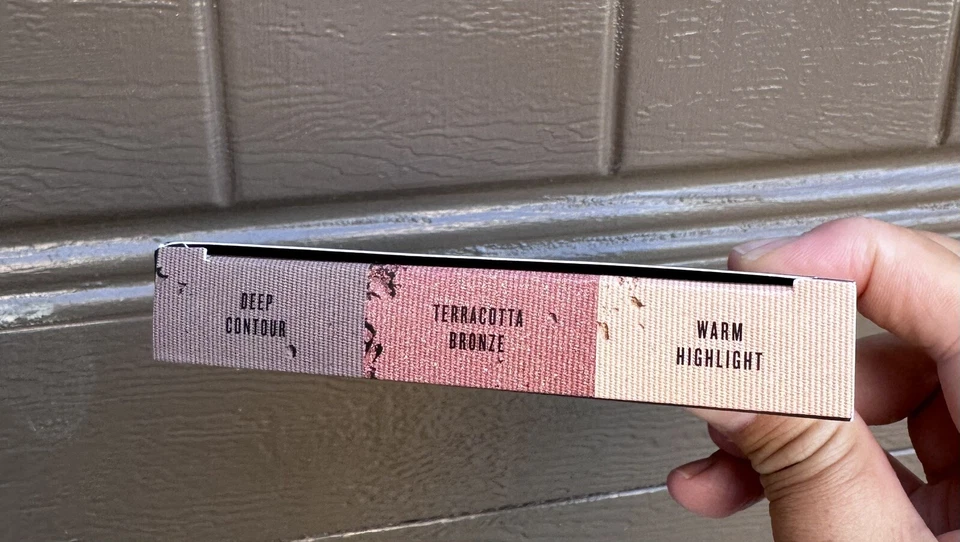 DEEP
CONTOUR
TERRACOTTA
BRONZE
WARM
HIGHLIGHT